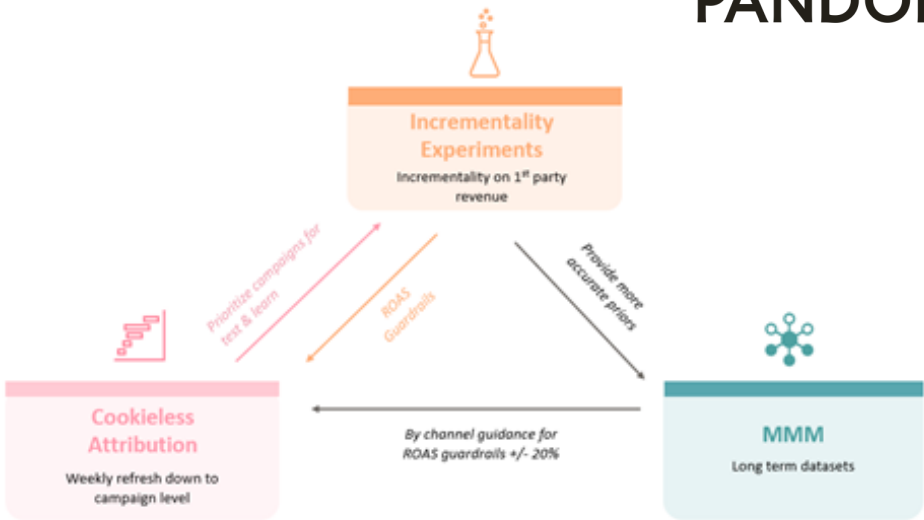 PANDO
Incrementality
Experiments
Incrementality on 1st party
revenue
Prioritize campaigns for
test & learn
ROAS
Guardrails
Provide more
accurate priors
Cookieless
Attribution
Weekly refresh down to
campaign level
By channel guidance for
ROAS guardrails +/- 20%
MMM
Long term datasets